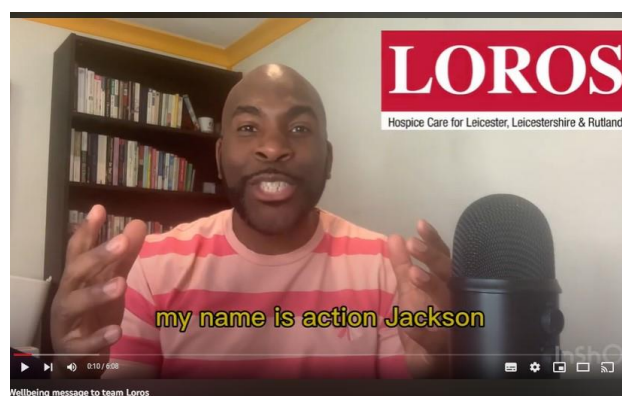 LOROS
Hospice Care for Leicester, Leicestershire & Rutland
my name is action Jackson
InShO
0:10 / 6:08
Wellbeing message to team Loros